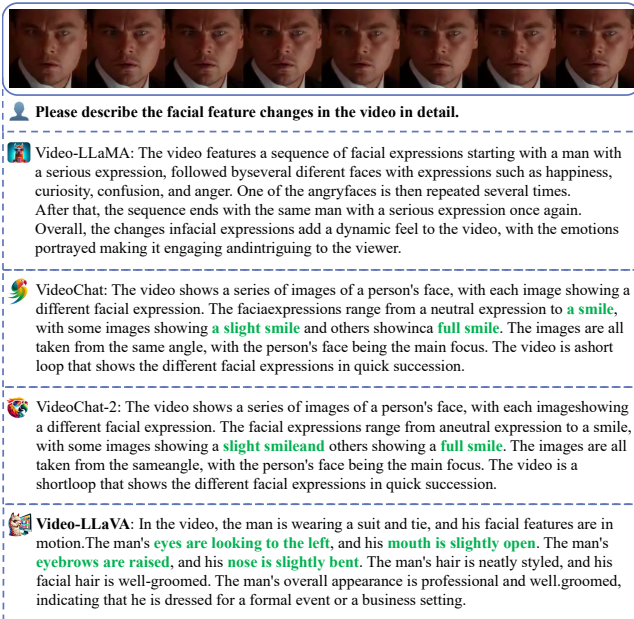 Please describe the facial feature changes in the video in detail.
Video-LLaMA: The video features a sequence of facial expressions starting with a man with
a serious expression, followed byseveral diferent faces with expressions such as happiness,
curiosity, confusion, and anger. One of the angryfaces is then repeated several times.
After that, the sequence ends with the same man with a serious expression once again.
Overall, the changes infacial expressions add a dynamic feel to the video, with the emotions
portrayed making it engaging andintriguing to the viewer.
VideoChat: The video shows a series of images of a person's face, with each image showing a
different facial expression. The faciaexpressions range from a neutral expression to a smile,
with some images showing a slight smile and others showinca full smile. The images are all
taken from the same angle, with the person's face being the main focus. The video is ashort
loop that shows the different facial expressions in quick succession.
VideoChat-2: The video shows a series of images of a person's face, with each imageshowing
a different facial expression. The facial expressions range from aneutral expression to a smile,
with some images showing a slight smileand others showing a full smile. The images are all
taken from the sameangle, with the person's face being the main focus. The video is a
shortloop that shows the different facial expressions in quick succession.
Video-LLaVA: In the video, the man is wearing a suit and tie, and his facial features are in
motion.The man's eyes are looking to the left, and his mouth is slightly open. The man's
eyebrows are raised, and his nose is slightly bent. The man's hair is neatly styled, and his
facial hair is well-groomed. The man's overall appearance is professional and well.groomed,
indicating that he is dressed for a formal event or a business setting.